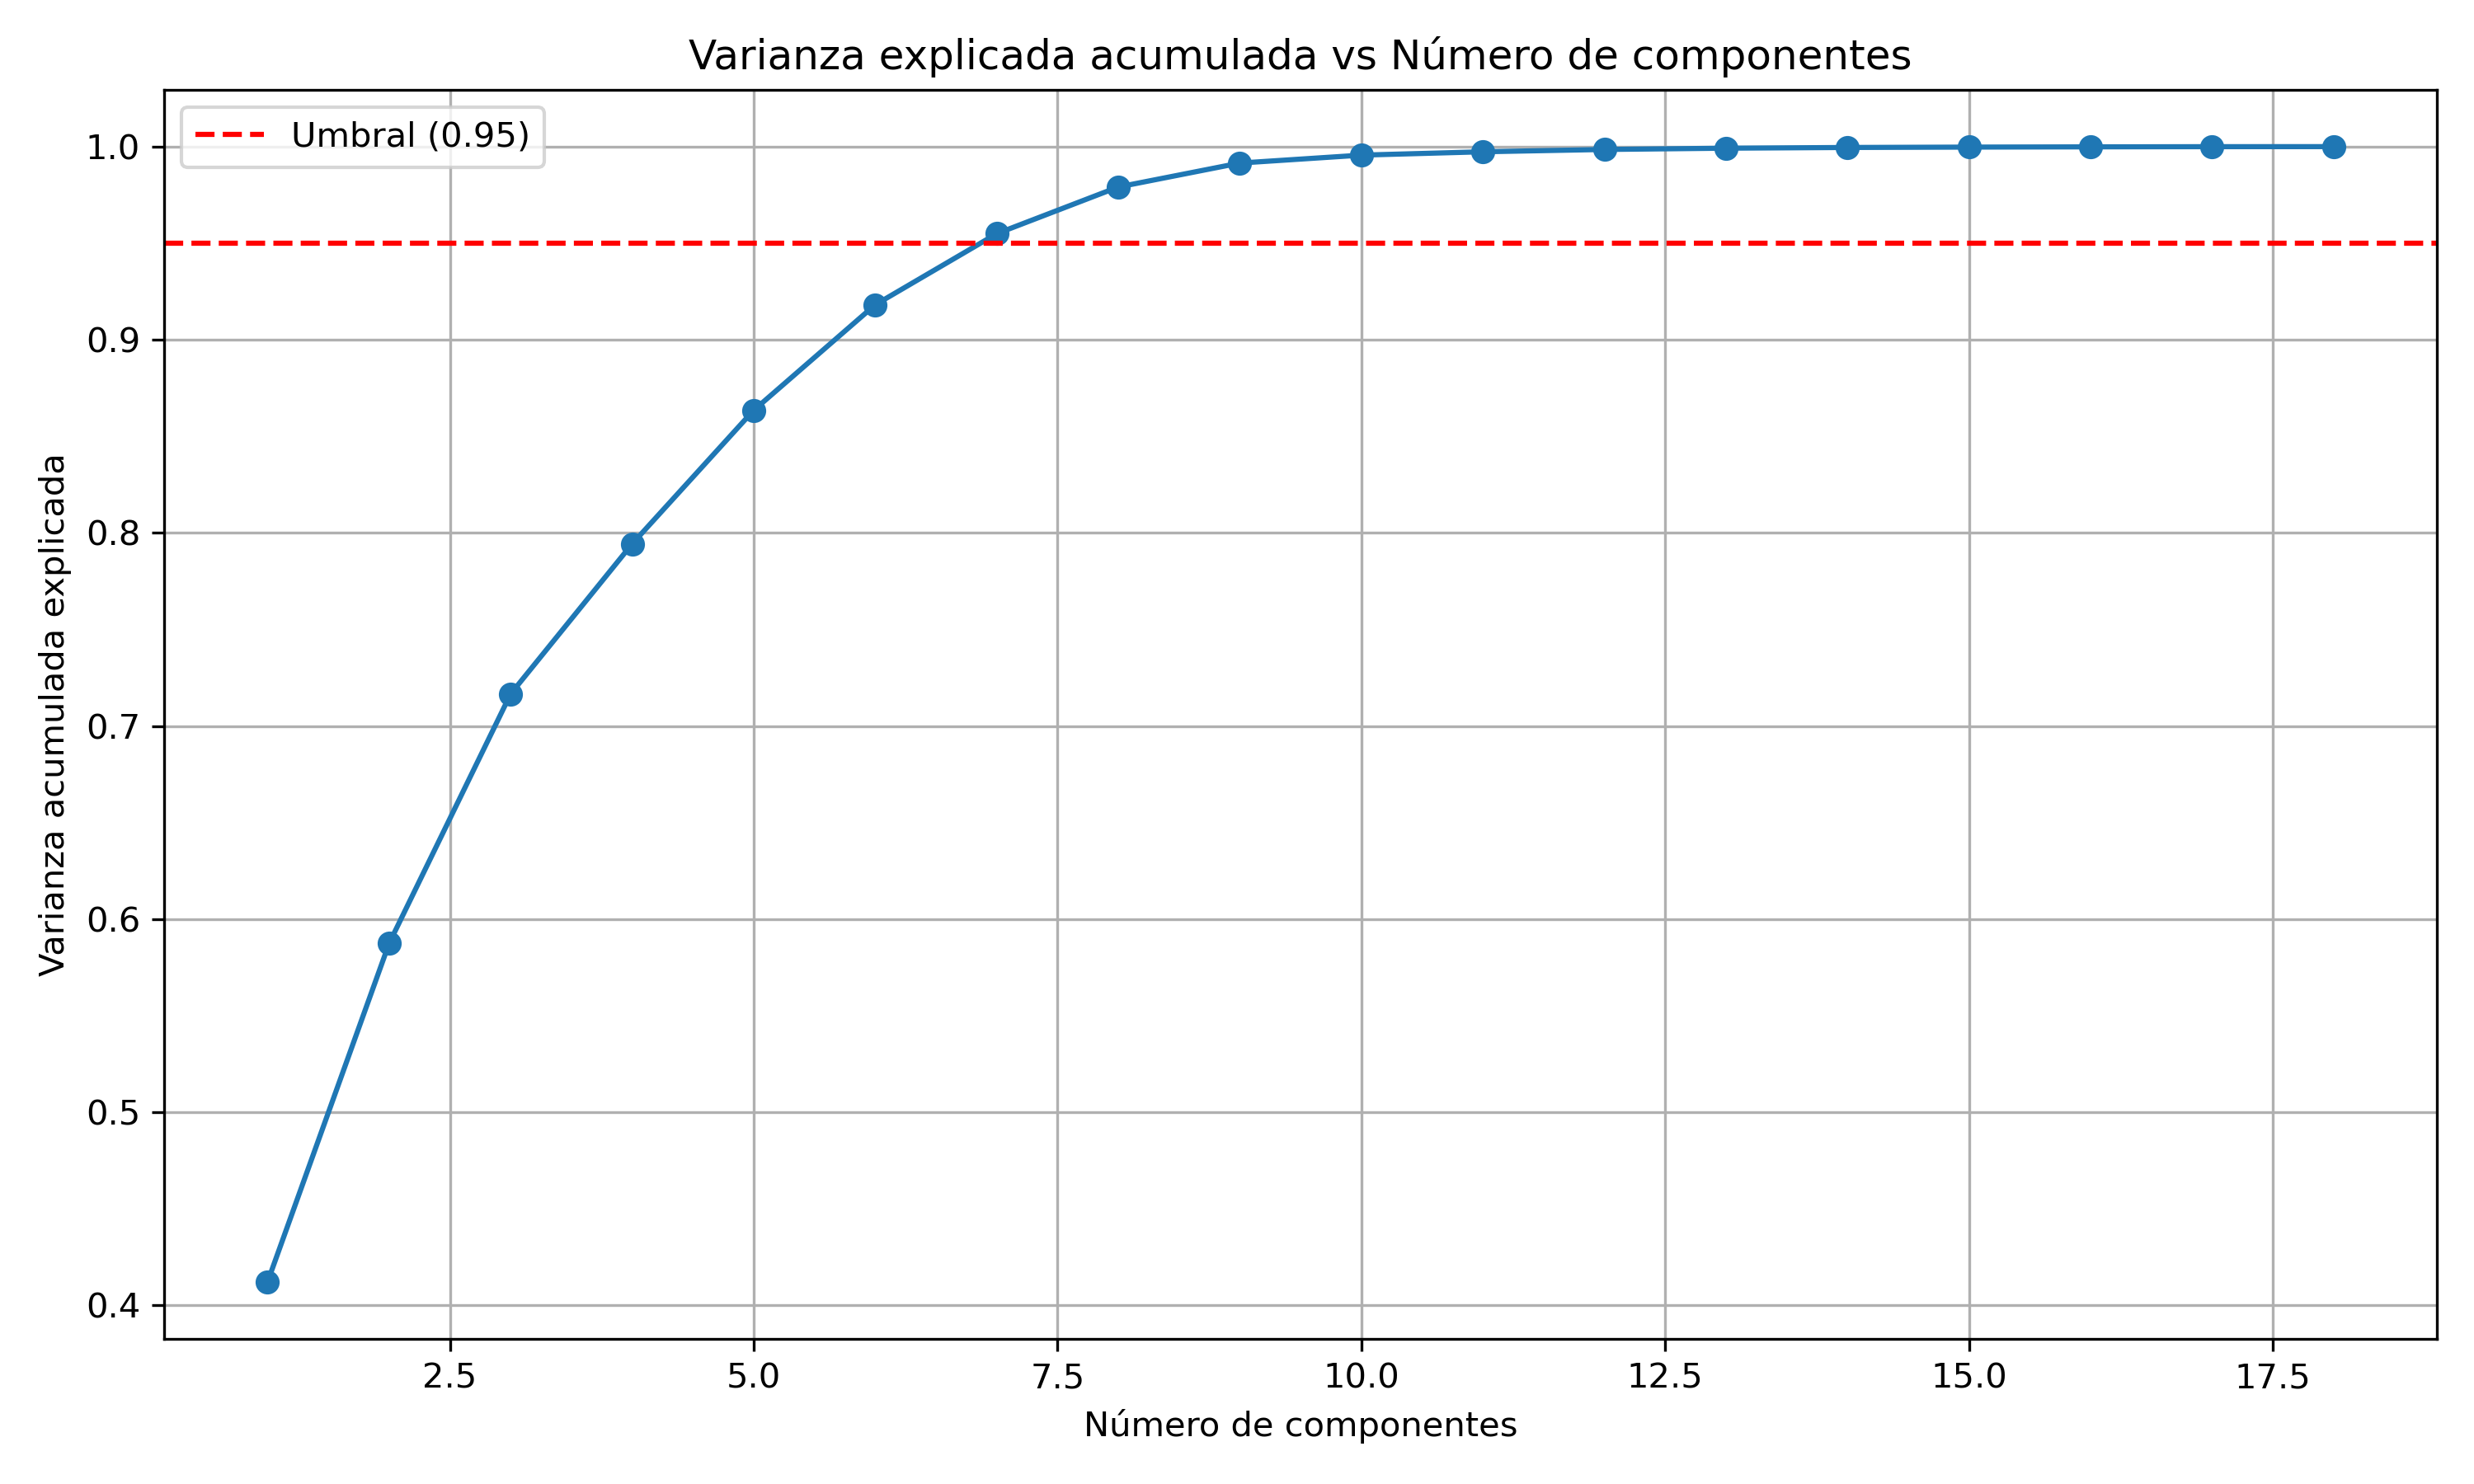 Varianza explicada acumulada vs Número de componentes
Umbral (0.95)
1.0
0.9
0.8
0.7
0.6
0.5
0.4
Varianza acumulada explicada
2.5 5.0 7.5 10.0 12.5 15.0 17.5
Número de componentes